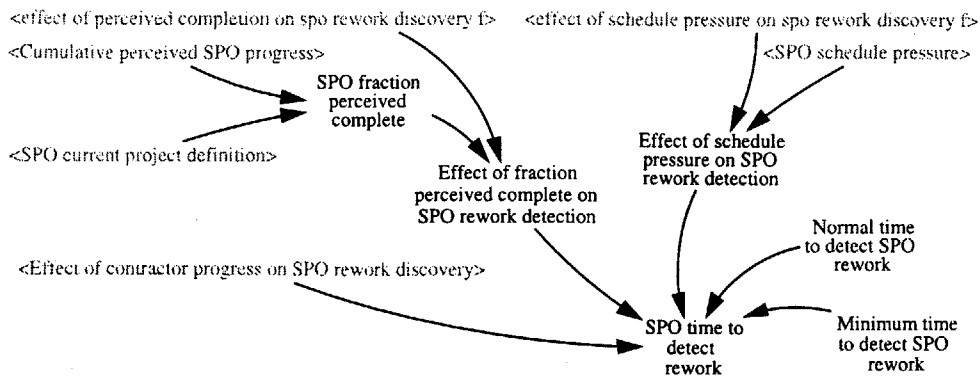 <effect of perceived completion on spo rework discovery f>
<effect of schedule pressure on spo rework discovery f>
<Cumulative perceived SPO progress>
<SPO schedule pressure>
SPO fraction
perceived
complete
<SPO current project definition>
Effect of schedule
pressure on SPO
rework detection
Effect of fraction
perceived complete on
SPO rework detection
Normal time
to detect SPO
rework
<Effect of contractor progress on SPO rework discovery>
SPO time to
detect
rework
Minimum time
to detect SPO
rework